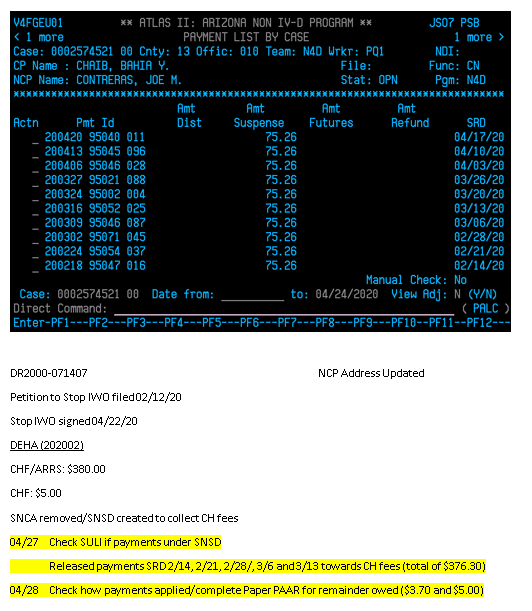 V4FGEU01 ** ATLAS II: ARIZONA NON IV-D PROGRAM ** JSO7 PSB
< 1 more PAYMENT LIST BY CASE 1 more >
Case: 0002574521 00 Cnty: 13 Offic: 010 Team: N4D Wrkr: PQ1 NDI:
CP Name : CHAIB, BAHIA Y. File: Func: CN
NCP Name: CONTRERAS, JOE M. Stat: OPN Pgm: N4D
*******************************************************************************
Amt Amt Amt Amt
Actn Pmt Id Dist Suspense Futures Refund SRD
_ 200420 95040 011 75.26 04/17/20
_ 200413 95045 096 75.26 04/10/20
_ 200406 95046 028 75.26 04/03/20
_ 200327 95021 088 75.26 03/26/20
_ 200324 95002 004 75.26 03/20/20
_ 200316 95052 025 75.26 03/13/20
_ 200309 95046 087 75.26 03/06/20
_ 200302 95071 045 75.26 02/28/20
_ 200224 95054 037 75.26 02/21/20
_ 200218 95047 016 75.26 02/14/20
Manual Check: No
Case: 0002574521 00 Date from: __________ to: 04/24/2020 View Adj: N (Y/N)
Direct Command: ______________________________________________________ ( PALC )
Enter-PF1---PF2---PF3---PF4---PF5---PF6---PF7---PF8---PF9---PF10--PF11--PF12---
DR2000-071407 NCP Address Updated
Petition to Stop IWO filed 02/12/20
Stop IWO signed 04/22/20
DEHA (202002)
CHF/ARRS: $380.00
CHF: $5.00
SNCA removed/SNSD created to collect CH fees
04/27 Check SULI if payments under SNSD
Released payments SRD 2/14, 2/21, 2/28/, 3/6 and 3/13 towards CH fees (total of $376.30)
04/28 Check how payments applied/complete Paper PAAR for remainder owed ($3.70 and $5.00)